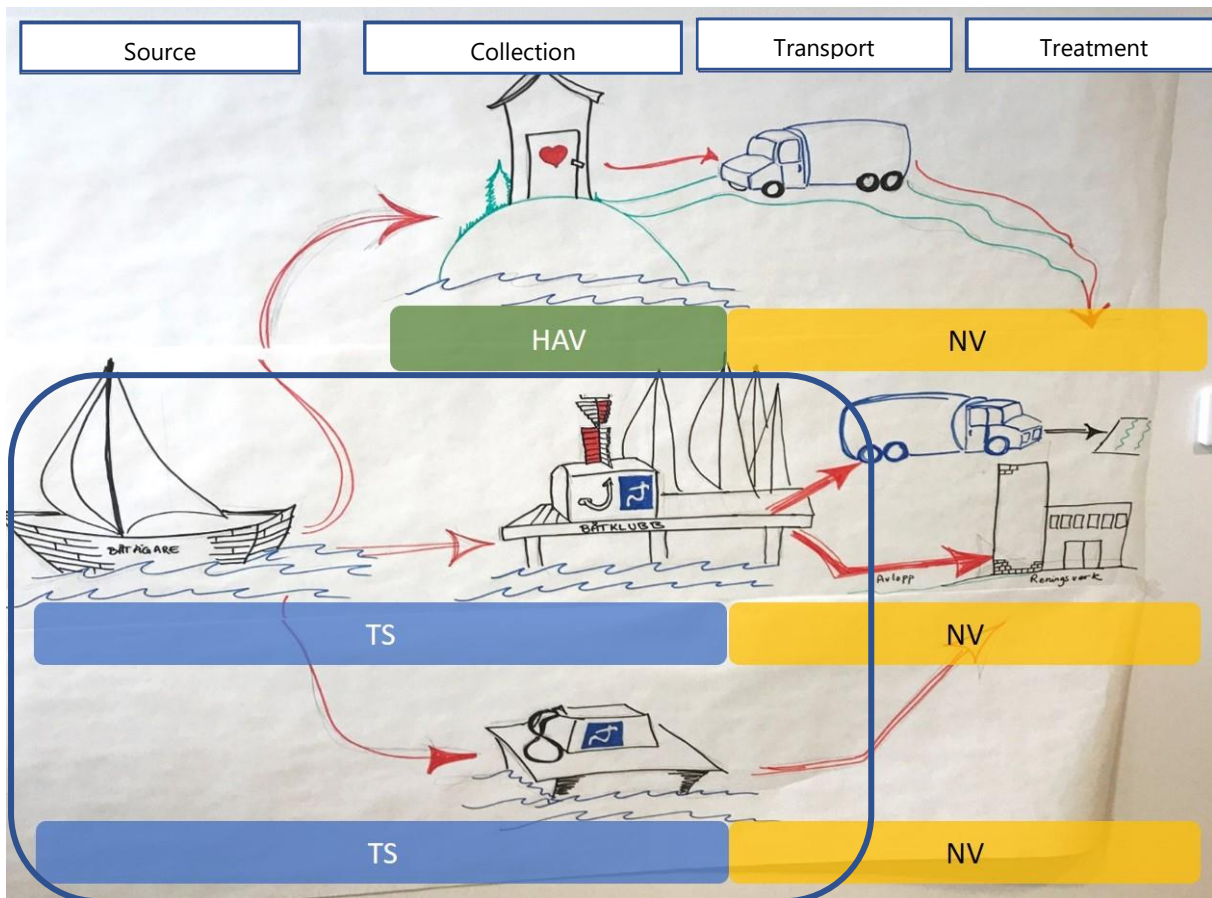 Source
Collection
Transport
Treatment
HAV
NV
BÅTÄGARE
BÅTKLUBB
Avlopp
Reningsverk
TS
NV
TS
NV